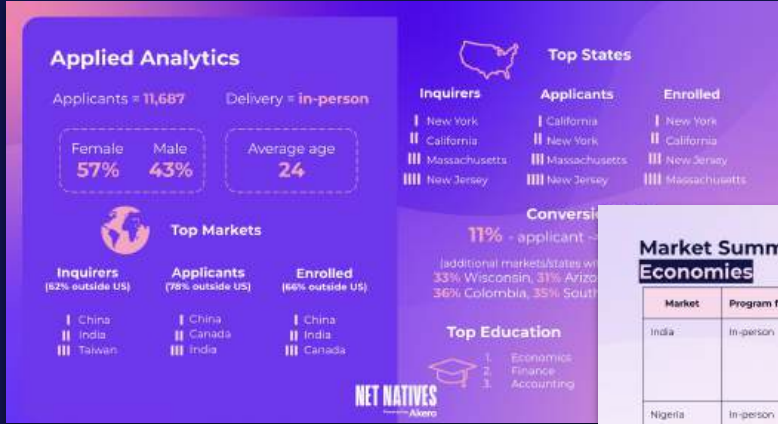 Applied Analytics
Applicants = 11,687
Delivery = in-person
Female
57%
Male
43%
Average age
24
Top Markets
Inquirers
(62% outside US)
I China
II India
III Taiwan
Applicants
(78% outside US)
I China
II Canada
III India
Enrolled
(66% outside US)
I China
II India
III Canada
Top States
Inquirers
I New York
II California
III Massachusetts
IIII New Jersey
Applicants
I California
II New York
III Massachusetts
IIII New Jersey
Enrolled
I New York
II California
III New Jersey
IIII Massachusetts
Conversi
11% - applicant -
(additional markets/states wi
33% Wisconsin, 31% Arizo
36% Colombia, 35% South
Top Education
1. Economics
2. Finance
3. Accounting
NET NATIVES
Akero
Market Summ
Economies
Market
Program f
India
In-person
Nigeria
In-person